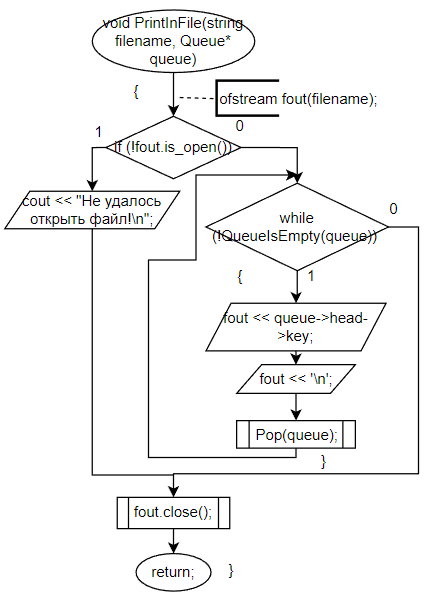 void PrintInFile(string
filename, Queue*
queue)
{
ofstream fout(filename);
1
0
if (!fout.is_open())
cout << "Не удалось
открыть файл!\n";
while
(!QueueIsEmpty(queue))
0
{
1
fout << queue->head-
>key;
fout << '\n';
Pop(queue);
}
fout.close();
return;
}